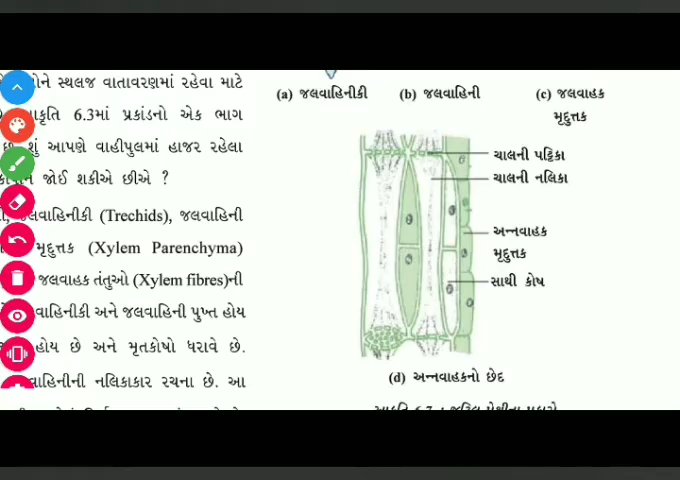 સ્થલજ વાતાવરણમાં રહેવા માટે
6.3માં પ્રકાંડનો એક ભાગ
આપણે વાહીપુલમાં હાજર રહેલા
જોઈ શકીએ છીએ ?
(Trechids), જલવાહિની
મૃદુત્તક (Xylem Parenchyma)
જલવાહક તંતુઓ (Xylem fibres)ની
અને જલવાહિની પુખ્ત હોય
હોય છે અને મૃતકોષો ધરાવે છે.
નલિકાકાર રચના છે. આ
(a) જલવાહિનીકી (b) જલવાહિની (c) જલવાહક
મૃદુત્તક
ચાલની પટ્ટિકા
ચાલની નલિકા
અન્નવાહક
મૃદુત્તક
સાથી કોષ
(d) અન્નવાહકનો છેદ